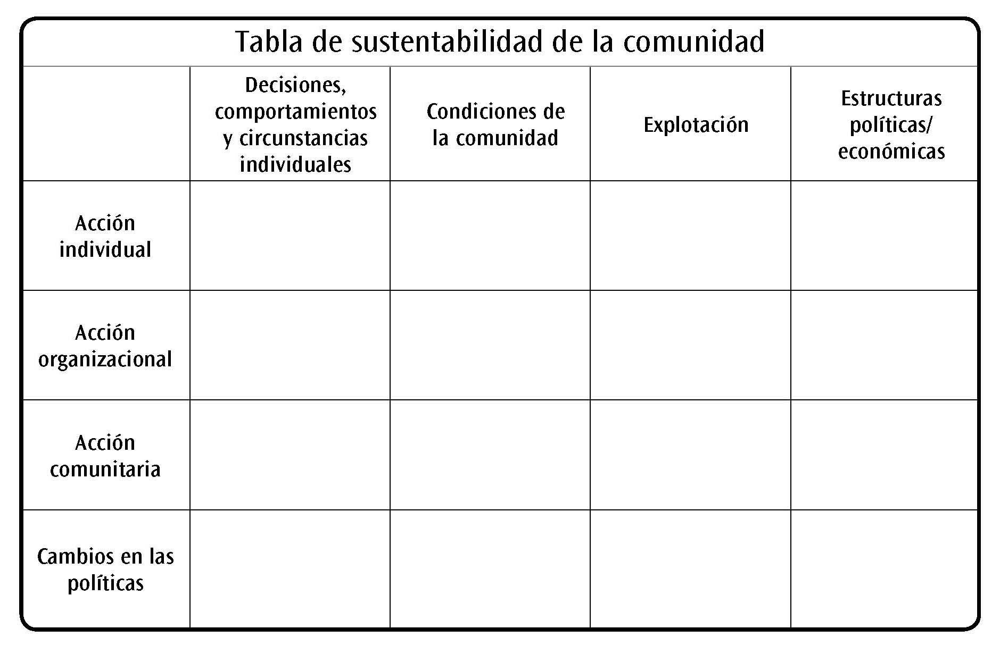 Tabla de sustentabilidad de la comunidad
Decisiones,
comportamientos
y circunstancias
individuales
Condiciones de
la comunidad
Explotación
Estructuras
políticas/
económicas
Acción
individual
Acción
organizacional
Acción
comunitaria
Cambios en las
políticas